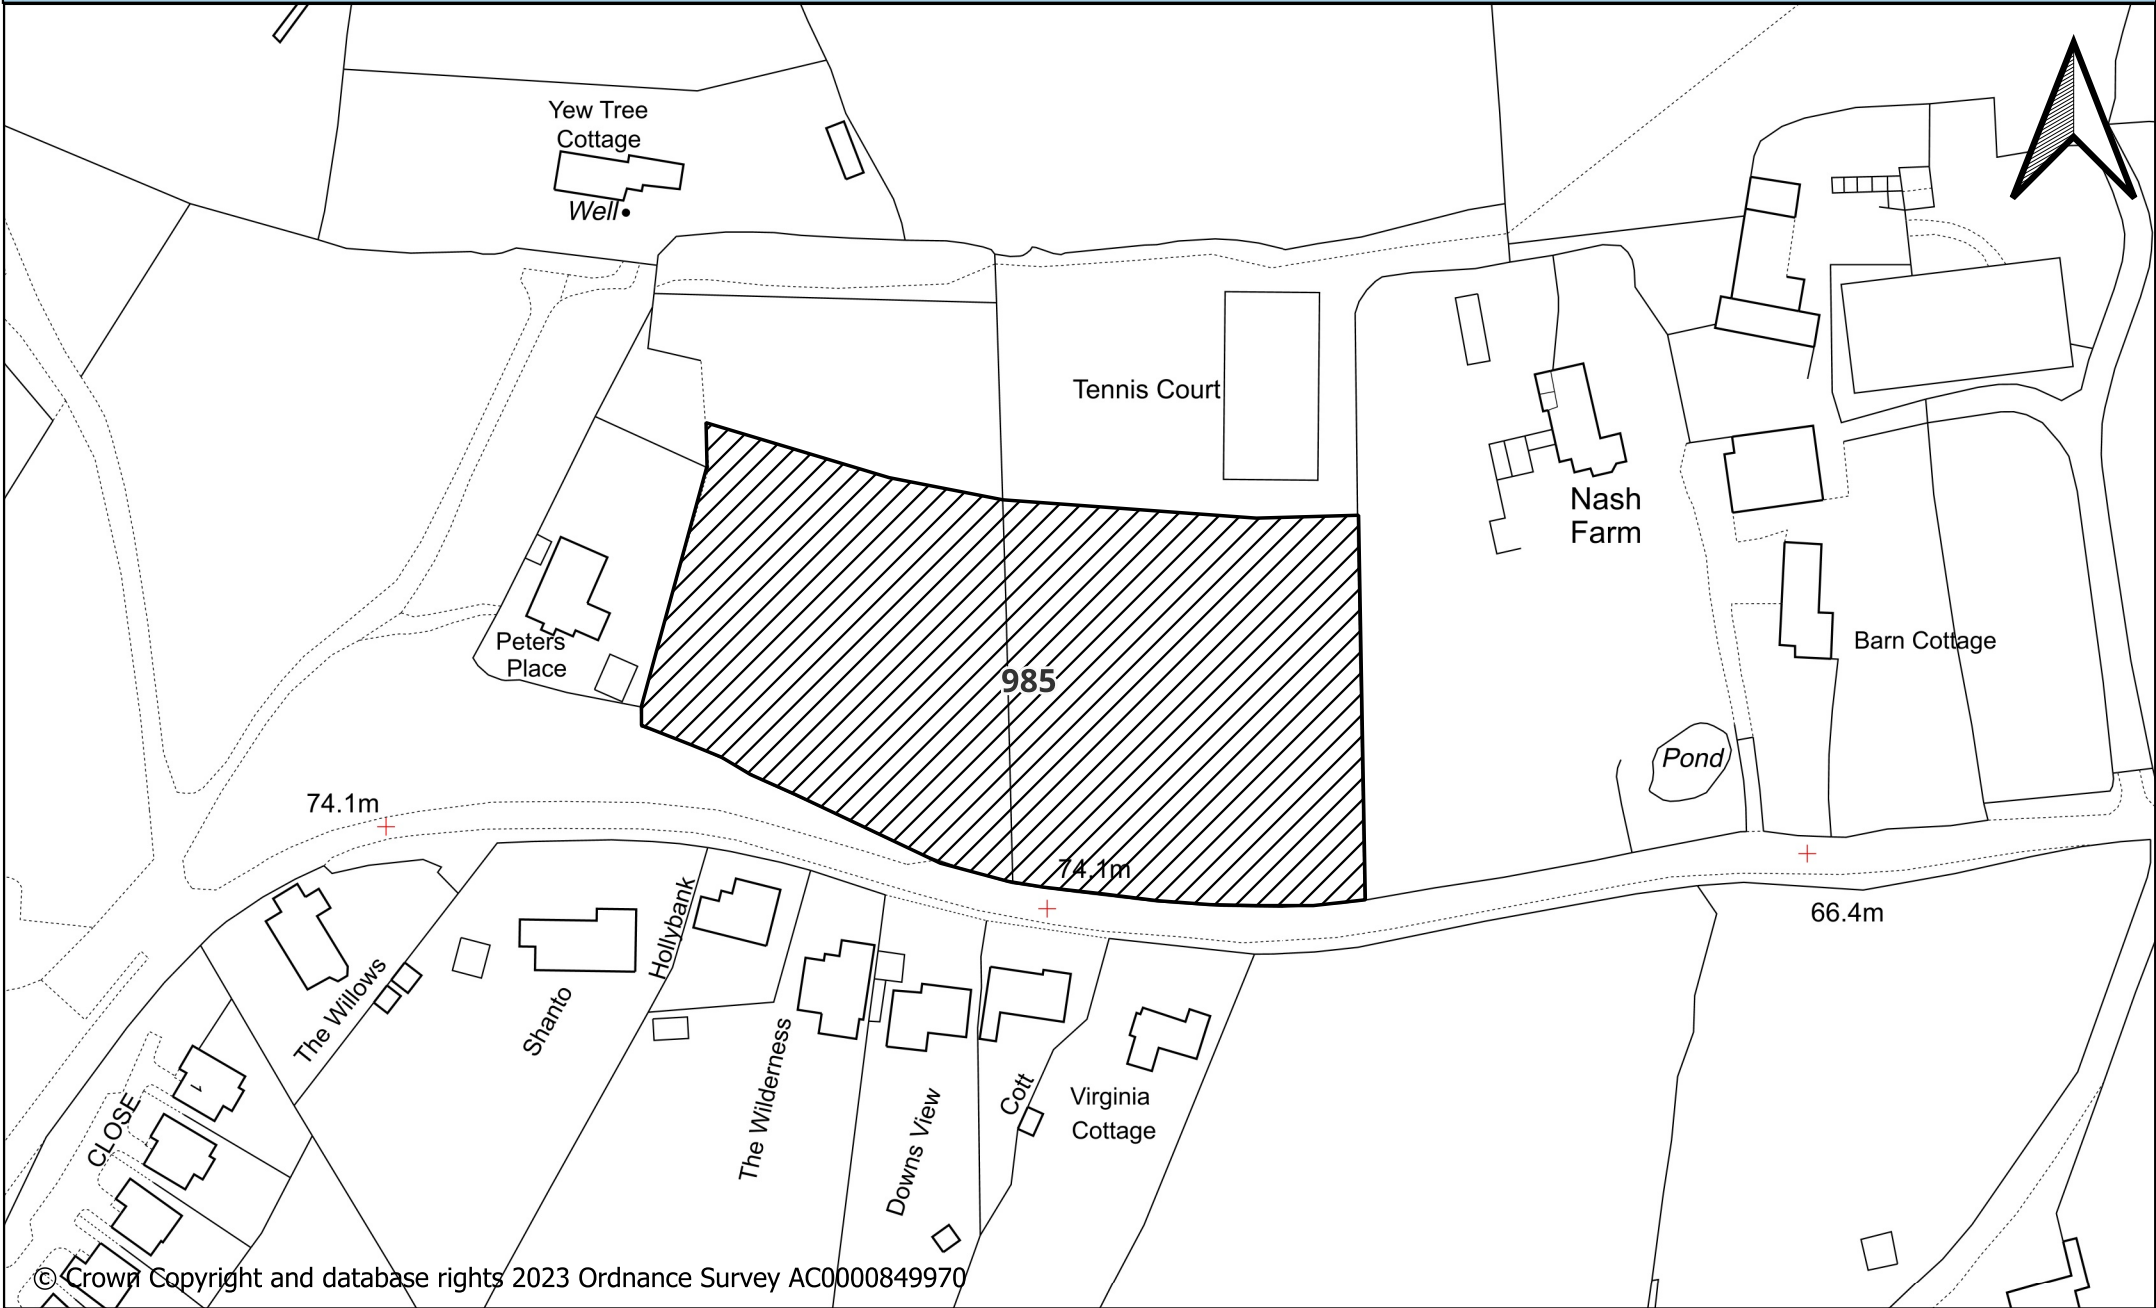 Yew Tree
Cottage
Well
Tennis Court
Nash
Farm
Peters
Place
985
Barn Cottage
Pond
74.1m
74.1m
66.4m
Hollybank
The Willows
Shanto
The Wilderness
Downs View
Cott
Virginia
Cottage
1
CLOSE
© Crown Copyright and database rights 2023 Ordnance Survey AC0000849970